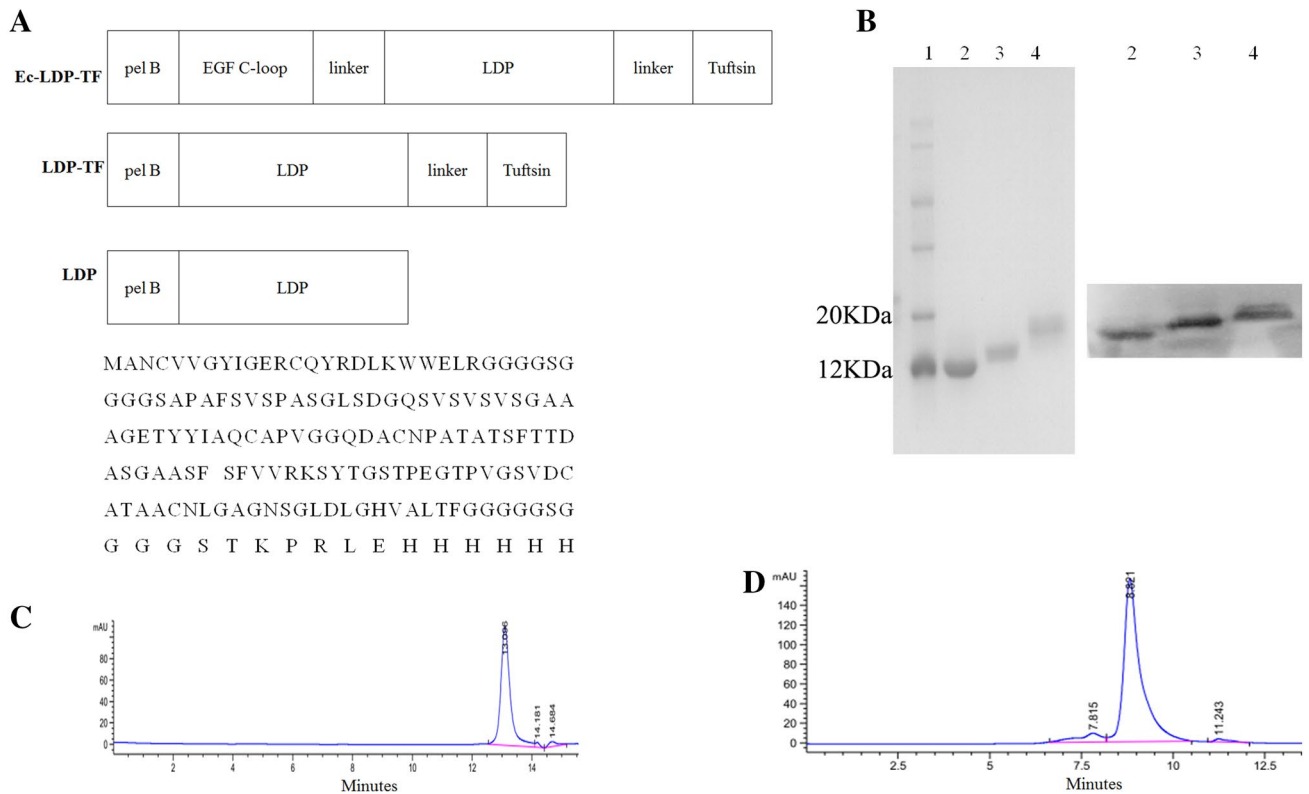 A
Ec-LDP-TF
pel B
EGF C-loop
linker
LDP
linker
Tuftsin
LDP-TF
pel B
LDP
linker
Tuftsin
LDP
pel B
LDP
MANCVVGYIGERCQYRDLKWWELRGGGGSG
GGGSAPAFSVSPASGLSDGQSVSVSVSGAA
AGETYYIAQCAPVGGQDACNPATATSFTTD
ASGAASF SFVVRKSYTGSTPEGTPVGSVDC
ATAACNLGAGNSGLDLGHVALTFGGGGGSG
G G G S T K P R L E H H H H H H
B
1 2 3 4
2 3 4
20KDa
12KDa
C
mAU
80
60
40
20
0
13.096
14.181
14.684
2 4 6 8 10 12 14
Minutes
D
mAU
140
120
100
80
60
40
20
0
7.815
8.821
11.243
2.5 5 7.5 10 12.5
Minutes